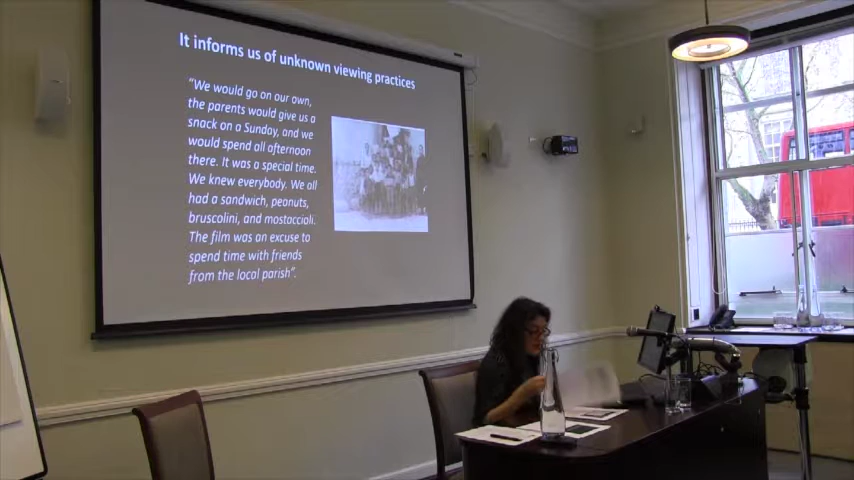 It informs us of unknown viewing practices
“We would go on our own,
the parents would give us a
snack on a Sunday, and we
would spend all afternoon
there. It was a special time.
We knew everybody. We all
had a sandwich, peanuts,
bruscolini, and mostaccioli.
The film was an excuse to
spend time with friends
from the local parish”.